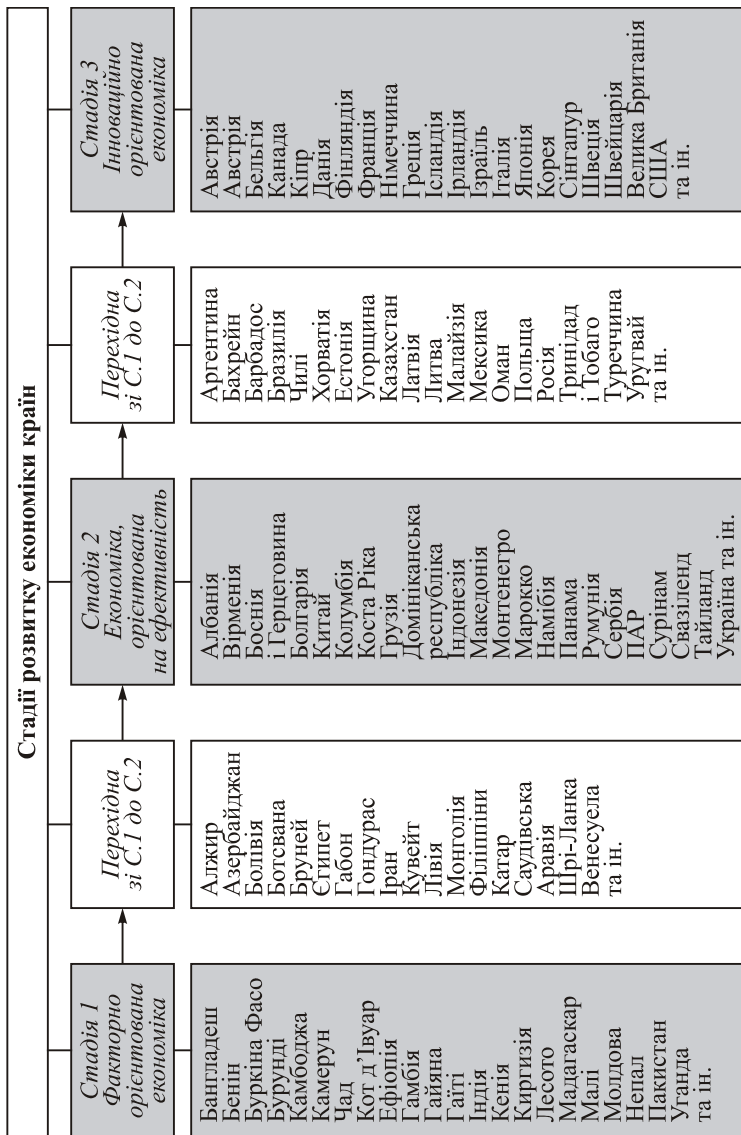 Стадії розвитку економіки країн
Стадія 1
Факторно
орієнтована
економіка
Бангладеш
Бенін
Буркіна Фасо
Бурунді
Камбоджа
Камерун
Чад
Кот д’Івуар
Ефіопія
Гамбія
Гайяна
Гаїті
Індія
Кенія
Киргизія
Лесото
Мадагаскар
Малі
Молдова
Непал
Пакистан
Уганда
та ін.
Перехідна
зі С.1 до С.2
Алжир
Азербайджан
Болівія
Ботсвана
Бруней
Єгипет
Габон
Гондурас
Іран
Кувейт
Лівія
Монголія
Філіппіни
Катар
Саудівська
Аравія
Шрі-Ланка
Венесуела
та ін.
Стадія 2
Економіка,
орієнтована
на ефективність
Албанія
Вірменія
Боснія
і Герцеговина
Болгарія
Китай
Колумбія
Коста Ріка
Грузія
Домініканська
республіка
Індонезія
Македонія
Монтенегро
Марокко
Намібія
Панама
Румунія
Сербія
ПАР
Сурінам
Свазіленд
Тайланд
Україна та ін.
Перехідна
зі С.1 до С.2
Аргентина
Бахрейн
Барбадос
Бразилія
Чилі
Хорватія
Естонія
Угорщина
Казахстан
Латвія
Литва
Малайзія
Мексика
Оман
Польща
Росія
Тринідад
і Тобаго
Туреччина
Уругвай
та ін.
Стадія 3
Інноваційно
орієнтована
економіка
Австрія
Австрія
Бельгія
Канада
Кіпр
Данія
Фінляндія
Франція
Німеччина
Греція
Ісландія
Ірландія
Ізраїль
Італія
Японія
Корея
Сінгапур
Швеція
Швейцарія
Велика Британія
США
та ін.